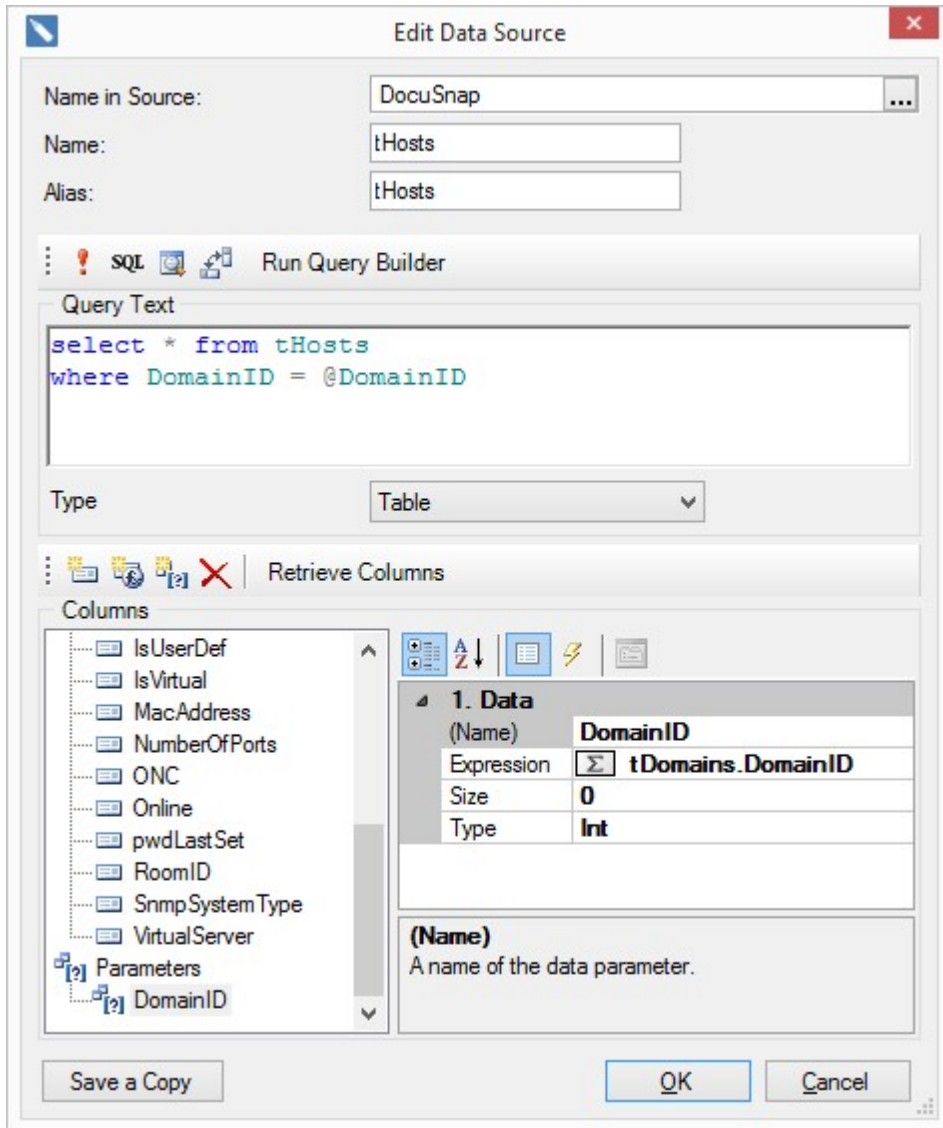 Edit Data Source
Name in Source: DocuSnap ...
Name: tHosts
Alias: tHosts
SQL Run Query Builder
Query Text
select * from tHosts
where DomainID = @DomainID
Type Table
Retrieve Columns
Columns
IsUserDef
IsVirtual
MacAddress
NumberOfPorts
ONC
Online
pwdLastSet
RoomID
SnmpSystemType
VirtualServer
Parameters
DomainID
1. Data
(Name) DomainID
Expression Σ tDomains.DomainID
Size 0
Type Int
(Name)
A name of the data parameter.
Save a Copy
OK
Cancel